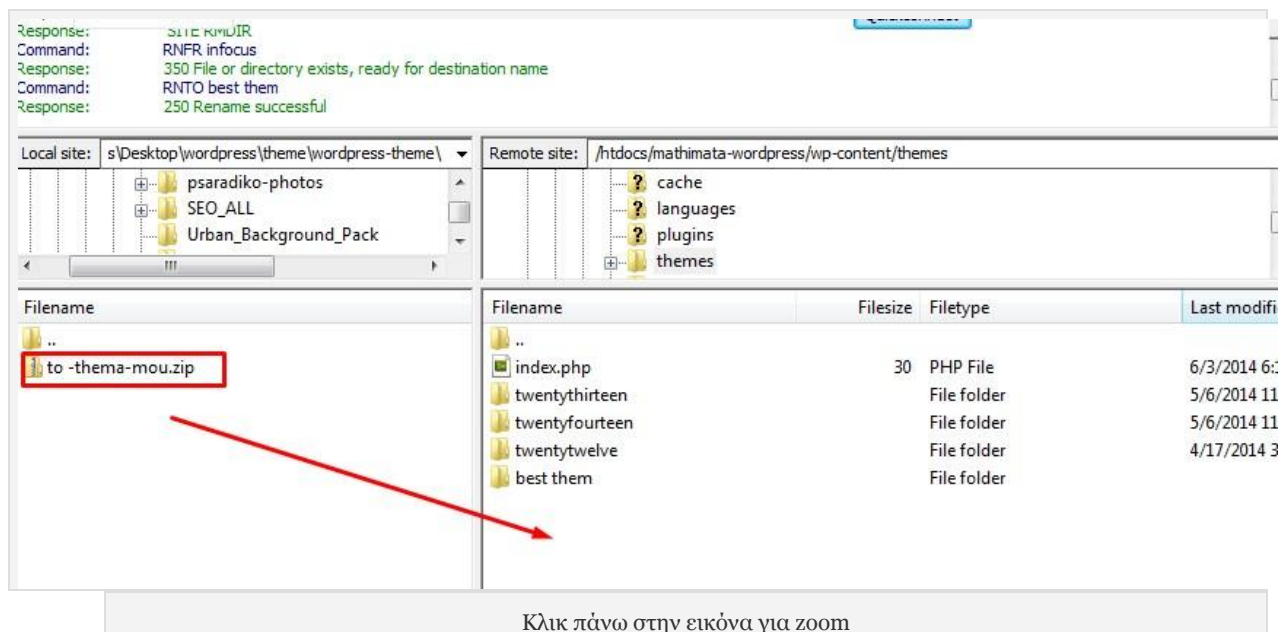 Response: SITE RMDIR
Command: RNFR infocus
Response: 350 File or directory exists, ready for destination name
Command: RNTO best them
Response: 250 Rename successful
Local site: s\Desktop\wordpress\theme\wordpress-theme\
Remote site: /htdocs/mathimata-wordpress/wp-content/themes
psaradiko-photos
SEO_ALL
Urban_Background_Pack
cache
languages
plugins
themes
Filename
..
to -thema-mou.zip
Filename Filesize Filetype Last modifi
..
index.php 30 PHP File 6/3/2014 6:
twentythirteen File folder 5/6/2014 11
twentyfourteen File folder 5/6/2014 11
twentytwelve File folder 4/17/2014 3
best them File folder
Κλικ πάνω στην εικόνα για zoom